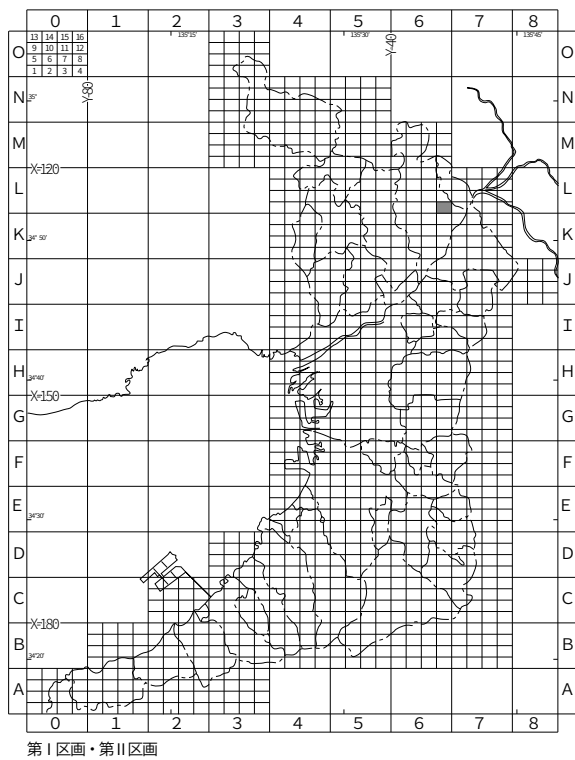 0 1 2 3 4 5 6 7 8
13 14 15 16
9 10 11 12
5 6 7 8
1 2 3 4
135°15' 135°30' 135°45'
Y-80 Y-40
O O
N 35° N
M M
X-120
L L
K 34° 50' K
J J
I I
H 34°40' H
X-150
G G
F F
E 34°30' E
D D
C C
X-180
B 34°20' B
A A
0 1 2 3 4 5 6 7 8
第Ⅰ区画・第Ⅱ区画